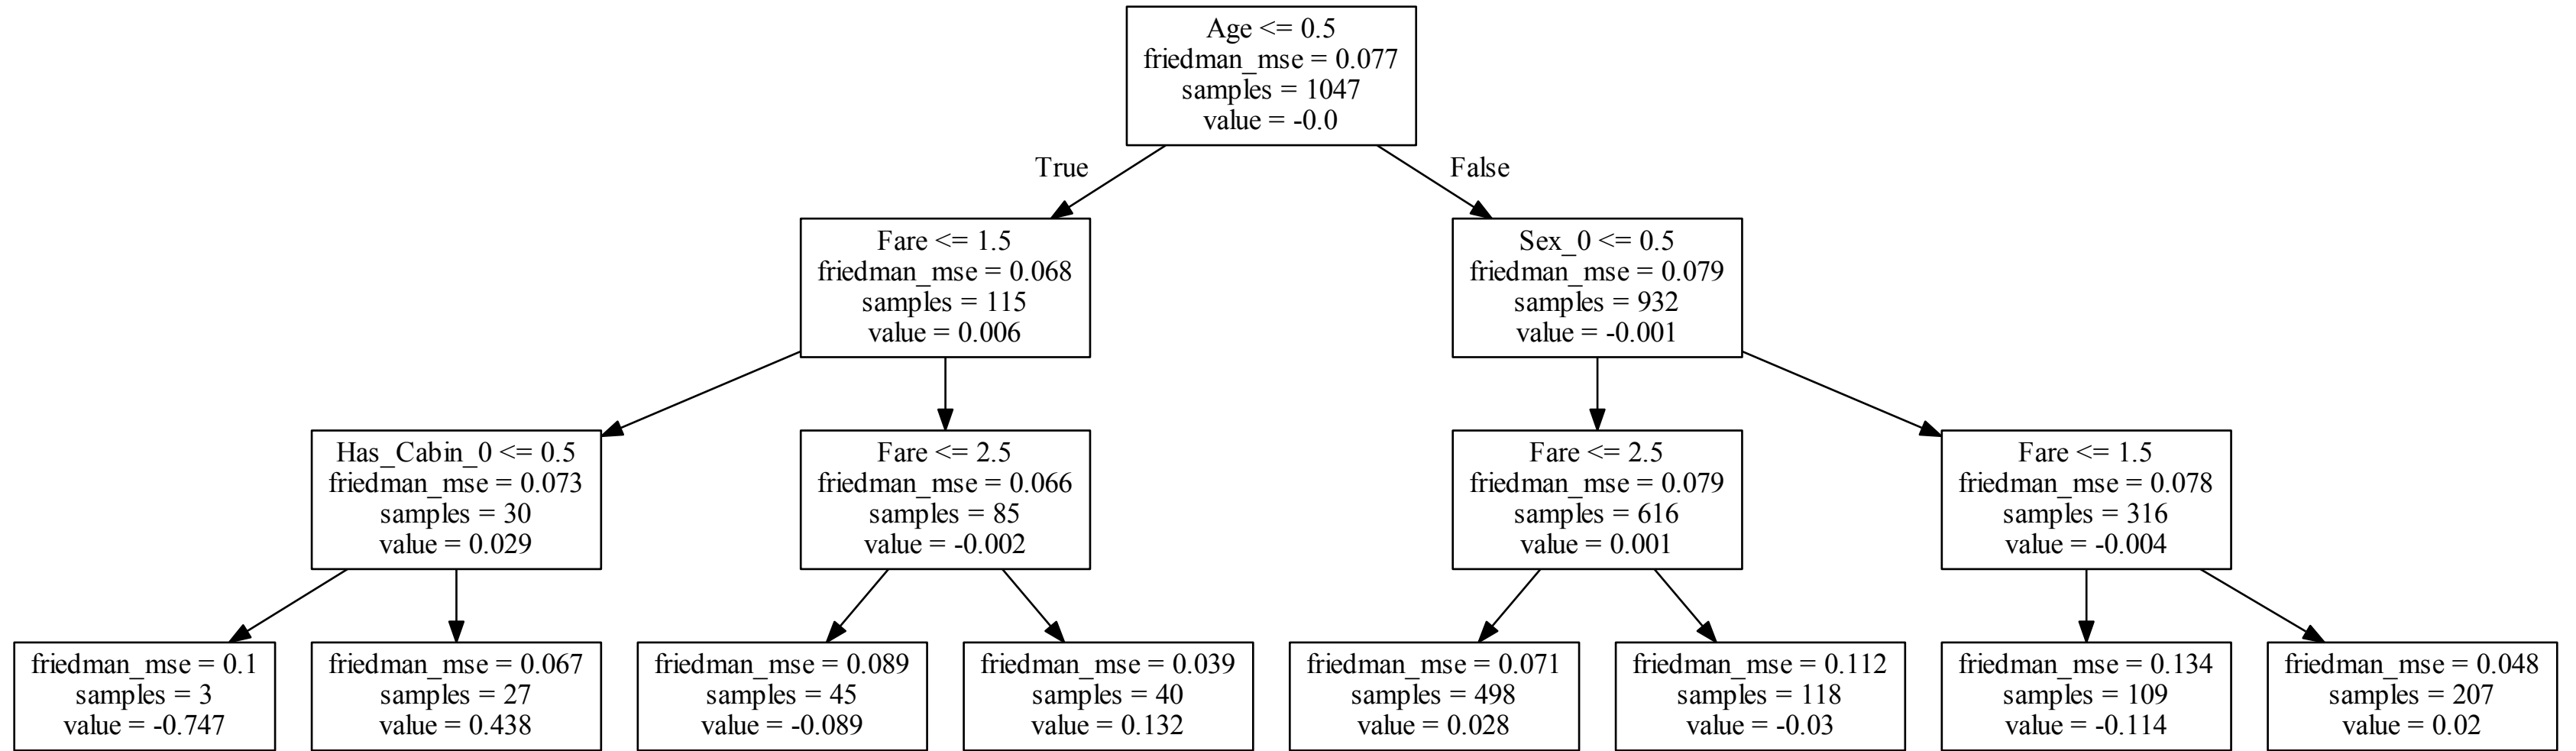 Age <= 0.5
friedman_mse = 0.077
samples = 1047
value = -0.0
True
False
Fare <= 1.5
friedman_mse = 0.068
samples = 115
value = 0.006
Sex_0 <= 0.5
friedman_mse = 0.079
samples = 932
value = -0.001
Has_Cabin_0 <= 0.5
friedman_mse = 0.073
samples = 30
value = 0.029
Fare <= 2.5
friedman_mse = 0.066
samples = 85
value = -0.002
Fare <= 2.5
friedman_mse = 0.079
samples = 616
value = 0.001
Fare <= 1.5
friedman_mse = 0.078
samples = 316
value = -0.004
friedman_mse = 0.1
samples = 3
value = -0.747
friedman_mse = 0.067
samples = 27
value = 0.438
friedman_mse = 0.089
samples = 45
value = -0.089
friedman_mse = 0.039
samples = 40
value = 0.132
friedman_mse = 0.071
samples = 498
value = 0.028
friedman_mse = 0.112
samples = 118
value = -0.03
friedman_mse = 0.134
samples = 109
value = -0.114
friedman_mse = 0.048
samples = 207
value = 0.02